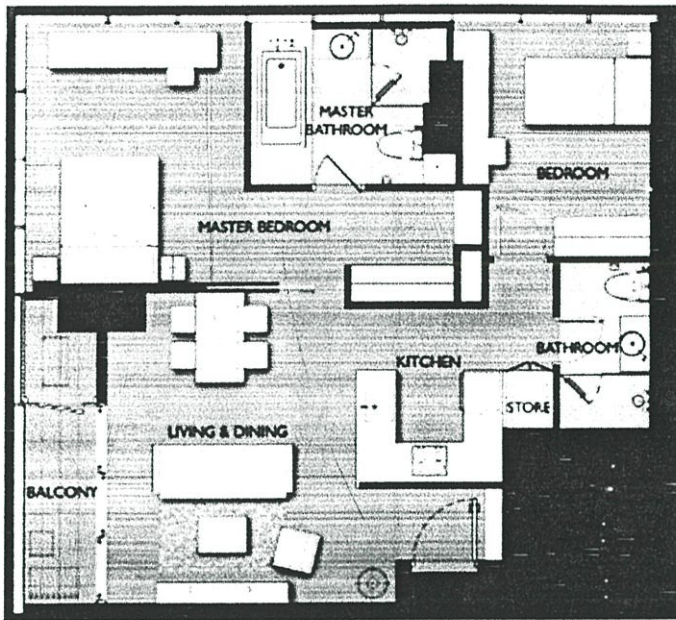 MASTER
BATHROOM
BEDROOM
MASTER BEDROOM
BATHROOM
KITCHEN
STORE
LIVING & DINING
BALCONY